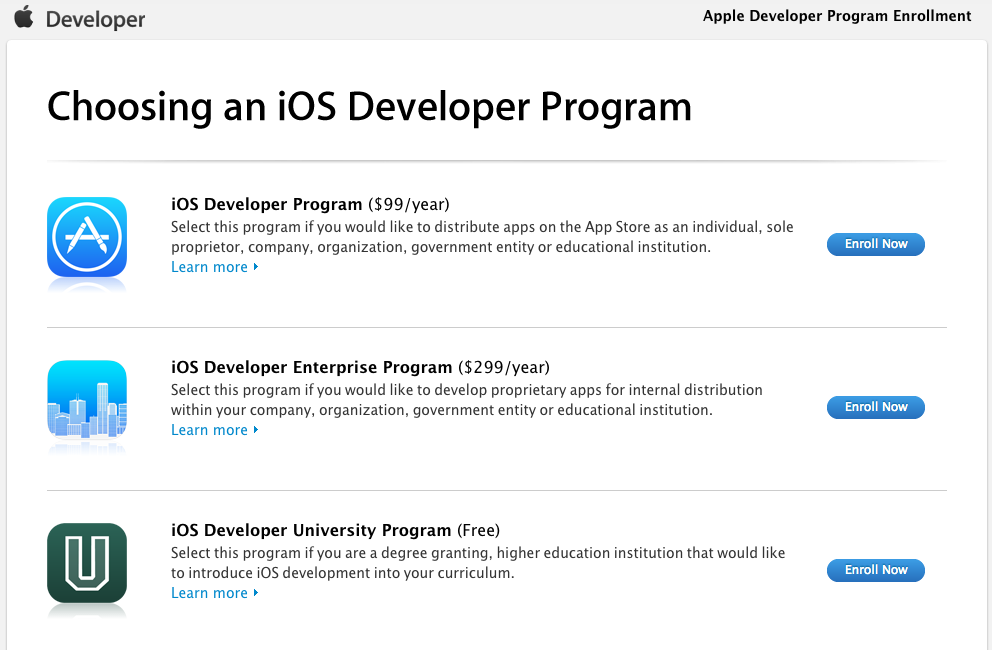 Developer
Apple Developer Program Enrollment
Choosing an iOS Developer Program
iOS Developer Program ($99/year)
Select this program if you would like to distribute apps on the App Store as an individual, sole
proprietor, company, organization, government entity or educational institution.
Enroll Now
Learn more
iOS Developer Enterprise Program ($299/year)
Select this program if you would like to develop proprietary apps for internal distribution
within your company, organization, government entity or educational institution.
Enroll Now
Learn more
U
iOS Developer University Program (Free)
Select this program if you are a degree granting, higher education institution that would like
to introduce iOS development into your curriculum.
Enroll Now
Learn more